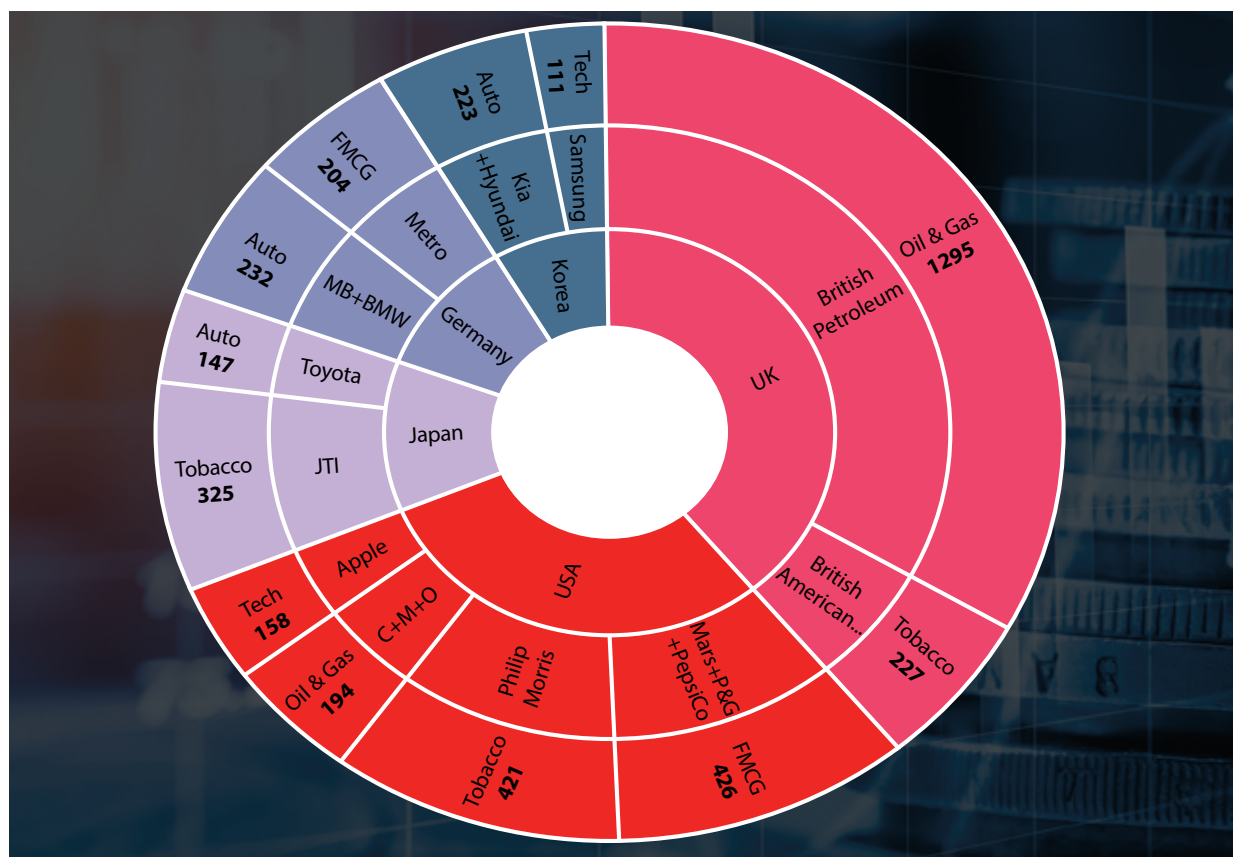 Tech
111
Auto
223
Samsung
Kia
+Hyundai
Korea
FMCG
204
Auto
232
Metro
MB+BMW
Germany
Auto
147
Tobacco
325
Toyota
JTI
Japan
Oil & Gas
1295
British
Petroleum
UK
British
American...
Tobacco
227
USA
Apple
C+M+O
Philip
Morris
Mars+P&G
+PepsiCo
Tech
158
Oil & Gas
194
Tobacco
421
FMCG
426